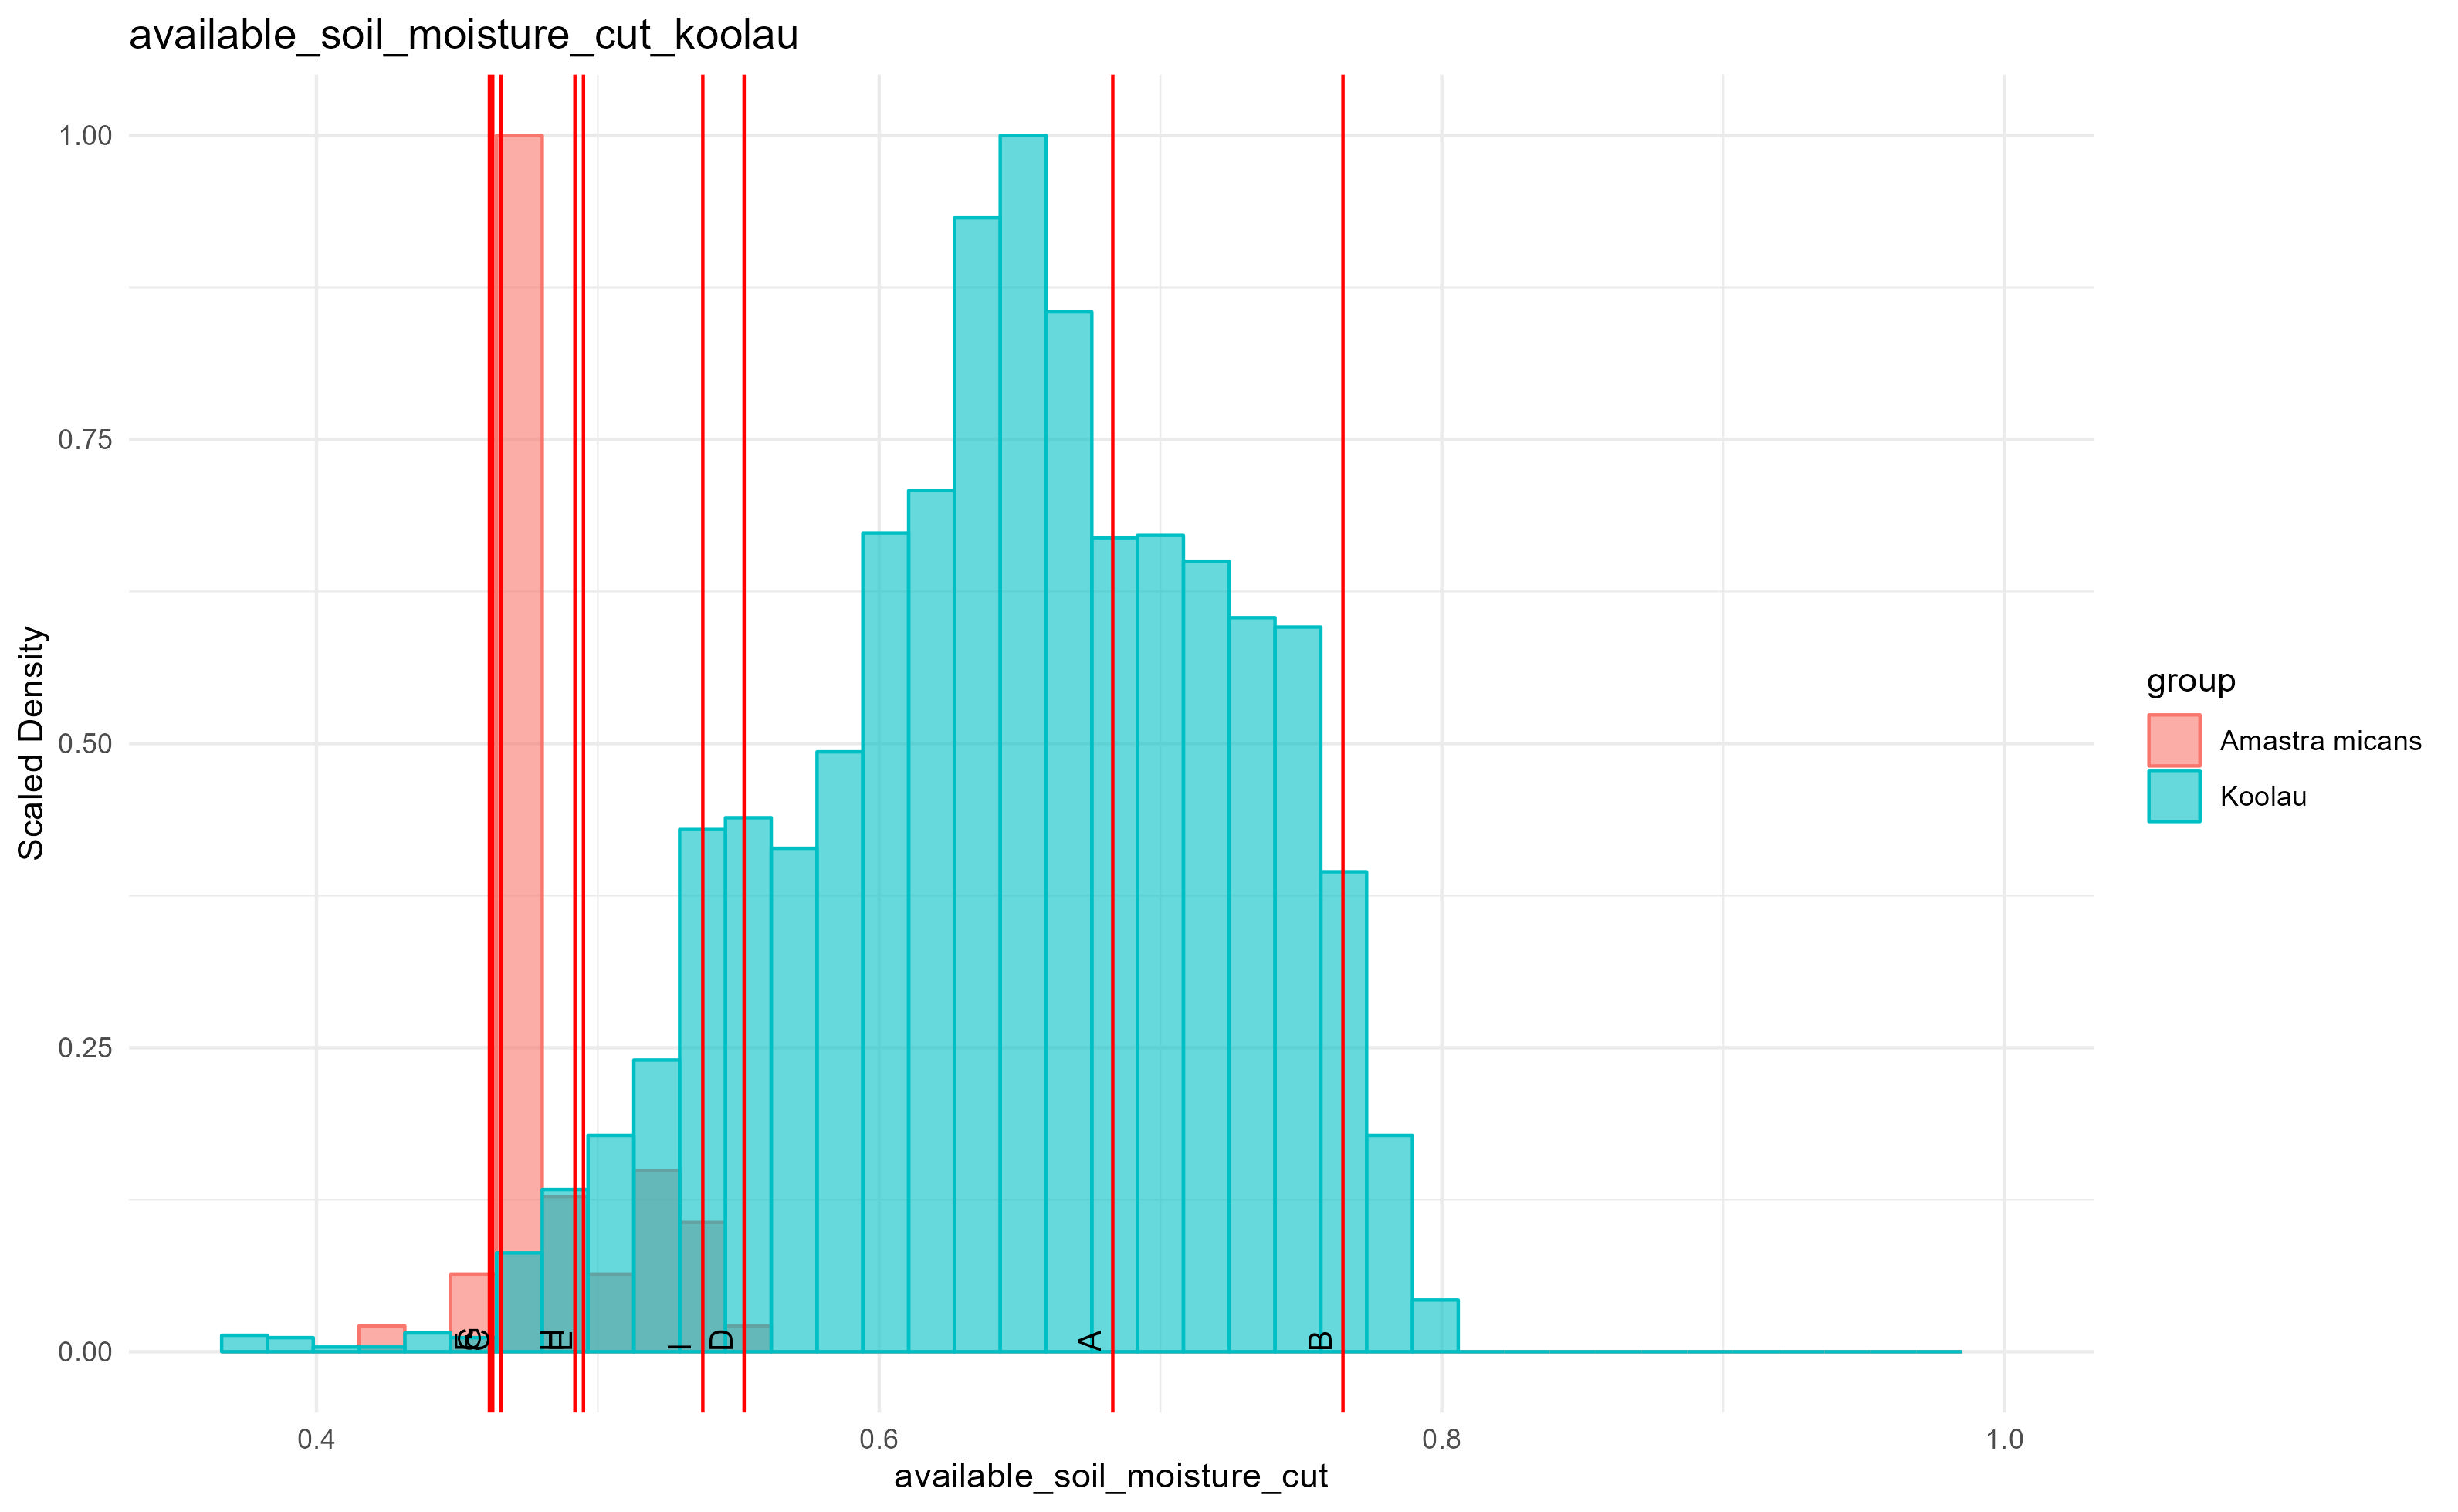 available_soil_moisture_cut_koolau
Scaled Density
1.00
0.75
0.50
0.25
0.00
I
D
A
B
0.4
0.6
0.8
1.0
available_soil_moisture_cut
group
Amastra micans
Koolau